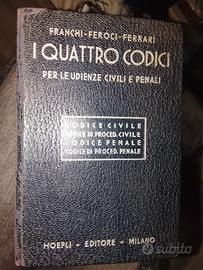 FRANCHI-FEROCI-FERRARI
I QUATTRO CODICI
PER LE UDIENZE CIVILI E PENALI
CODICE CIVILE
CODICE DI PROCED. CIVILE
CODICE PENALE
CODICE DI PROCED. PENALE
HOEPLI - EDITORE - MILANO
subito